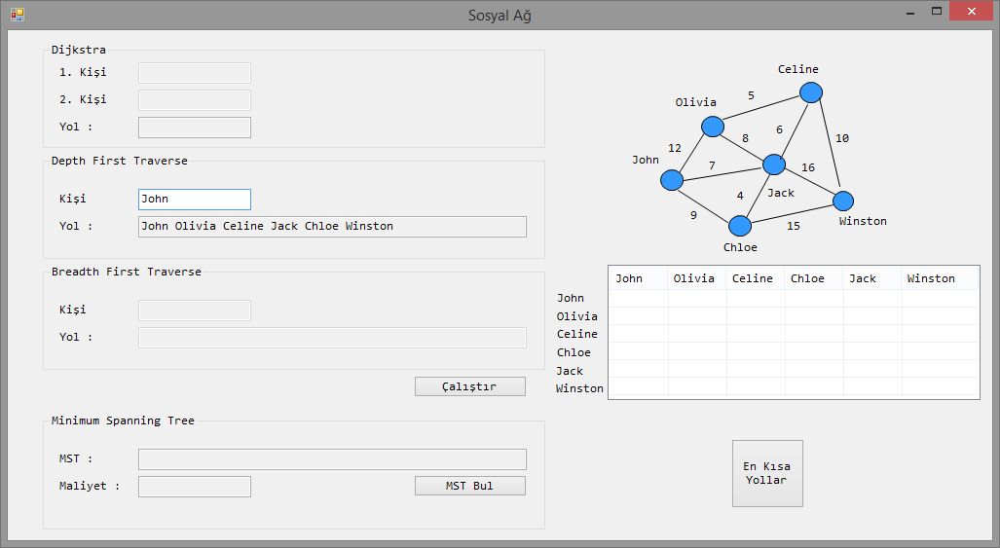 Sosyal Ağ
Dijkstra
1. Kişi
2. Kişi
Yol :
Depth First Traverse
Kişi
John
Yol :
John Olivia Celine Jack Chloe Winston
Breadth First Traverse
Kişi
Yol :
Çalıştır
Minimum Spanning Tree
MST :
Maliyet :
MST Bul
Celine
5
Olivia
6
8
10
12
John
7
16
4
Jack
9
15
Winston
Chloe
John Olivia Celine Chloe Jack Winston
John
Olivia
Celine
Chloe
Jack
Winston
En Kısa
Yollar